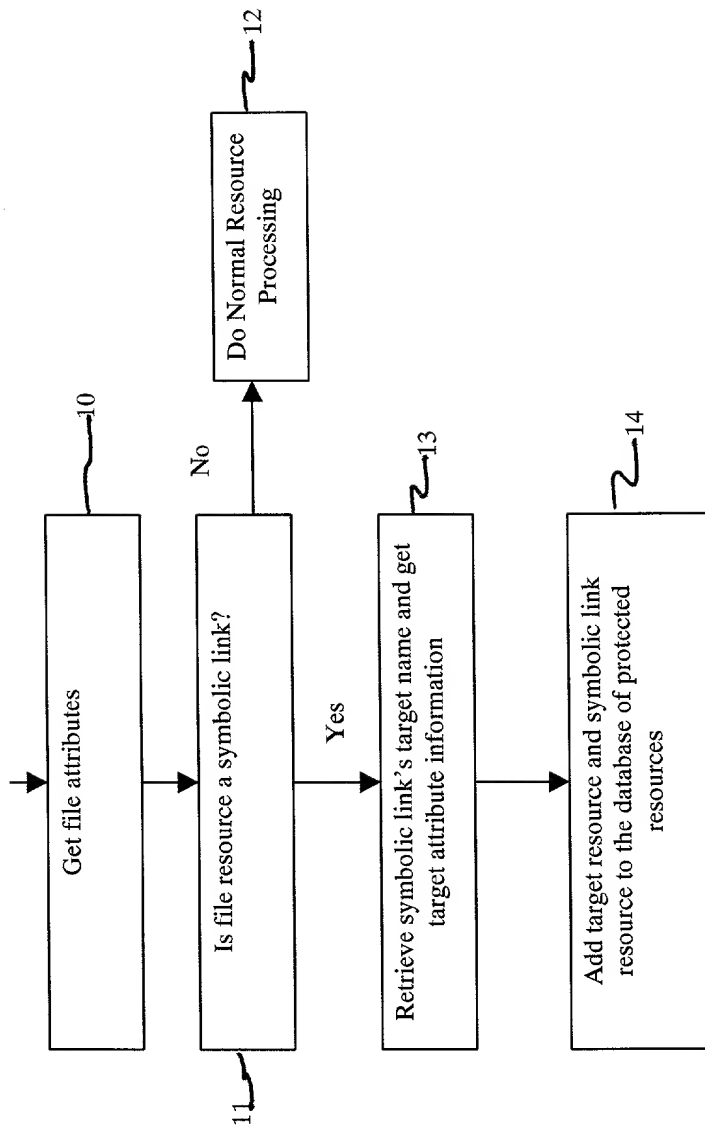 Get file attributes
10
Is file resource a symbolic link?
11
No
Do Normal Resource
Processing
12
Yes
Retrieve symbolic link's target name and get
target attribute information
13
Add target resource and symbolic link
resource to the database of protected
resources
14